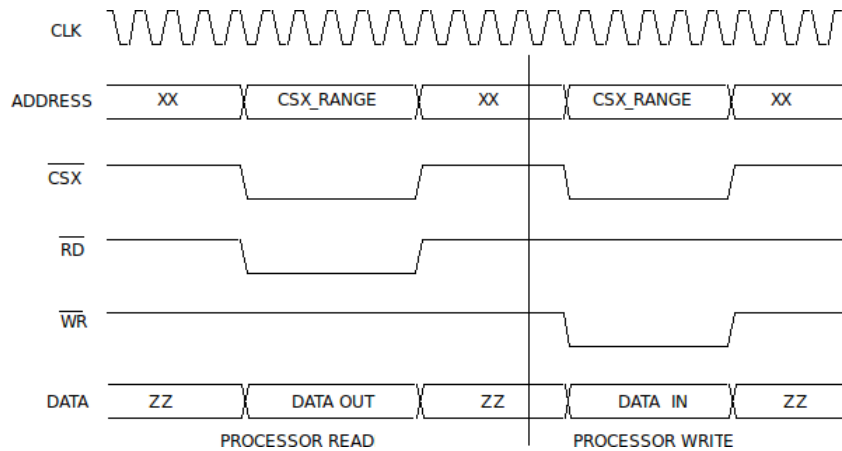 CLK
ADDRESS XX CSX_RANGE XX CSX_RANGE XX
CSX
RD
WR
DATA ZZ DATA OUT ZZ DATA IN ZZ
PROCESSOR READ PROCESSOR WRITE